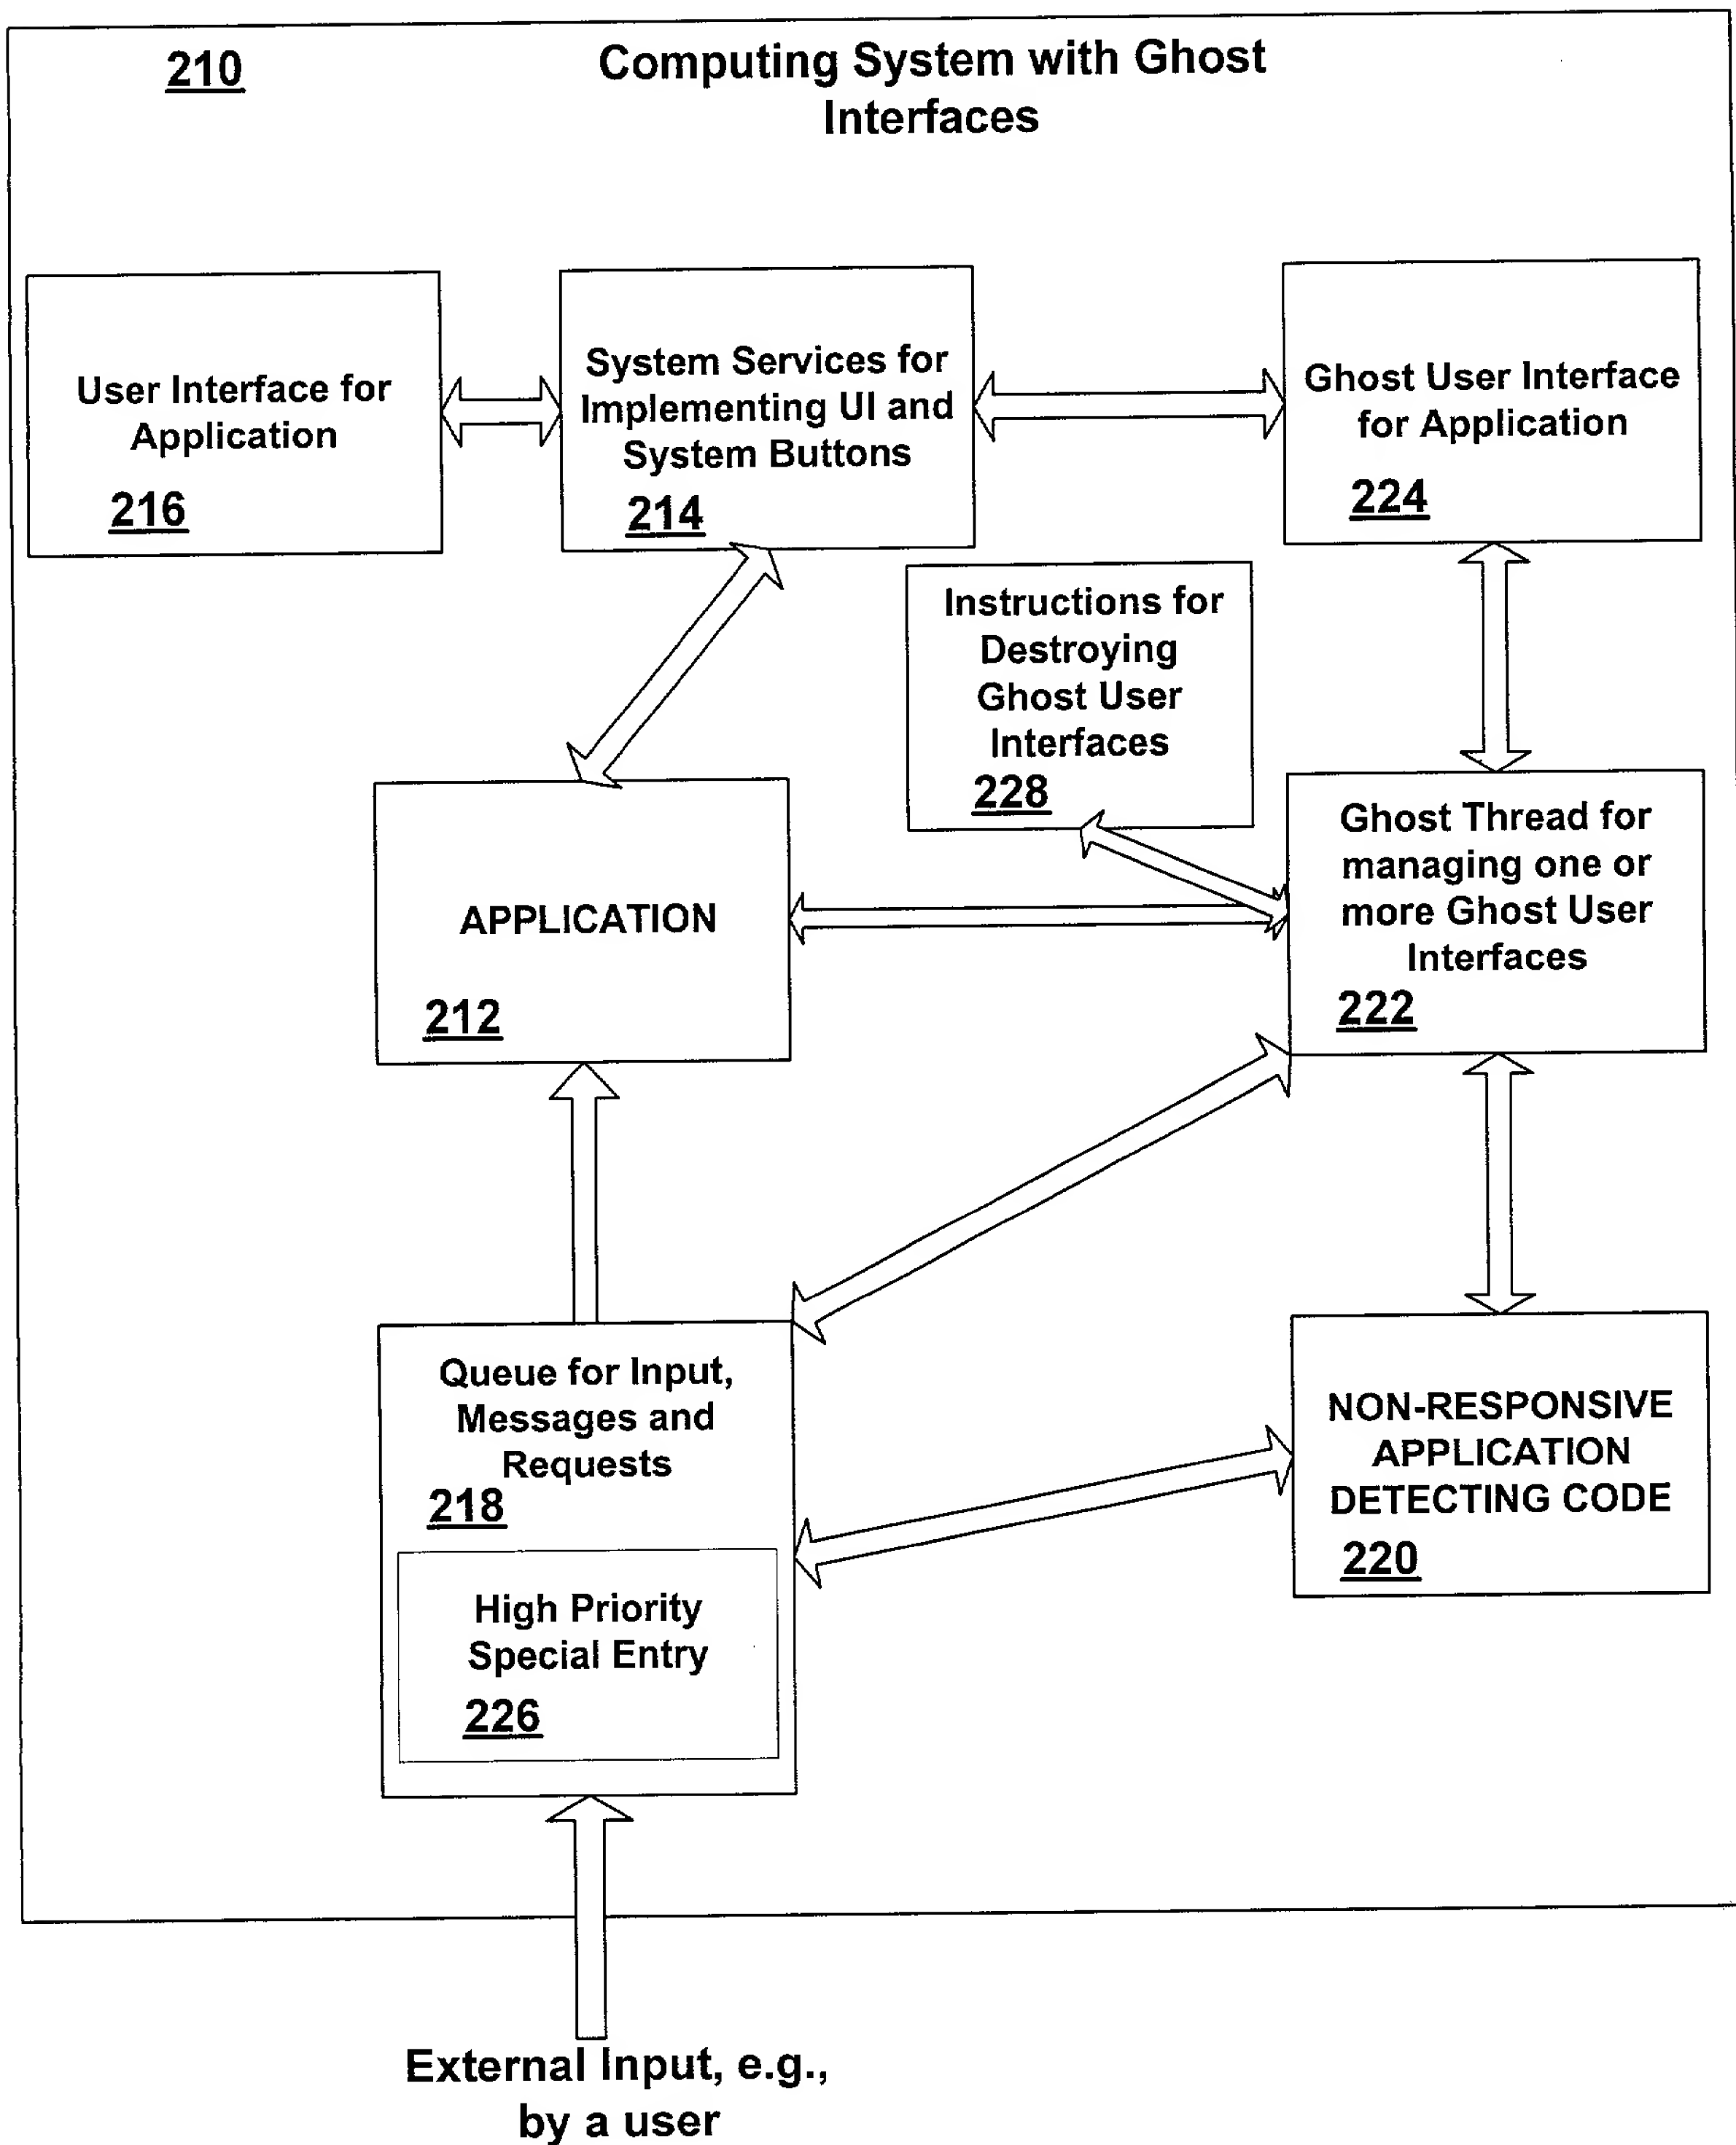 210
Computing System with Ghost
Interfaces
User Interface for
Application
216
System Services for
Implementing UI and
System Buttons
214
Ghost User Interface
for Application
224
Instructions for
Destroying
Ghost User
Interfaces
228
APPLICATION
212
Ghost Thread for
managing one or
more Ghost User
Interfaces
222
Queue for Input,
Messages and
Requests
218
High Priority
Special Entry
226
NON-RESPONSIVE
APPLICATION
DETECTING CODE
220
External Input, e.g.,
by a user